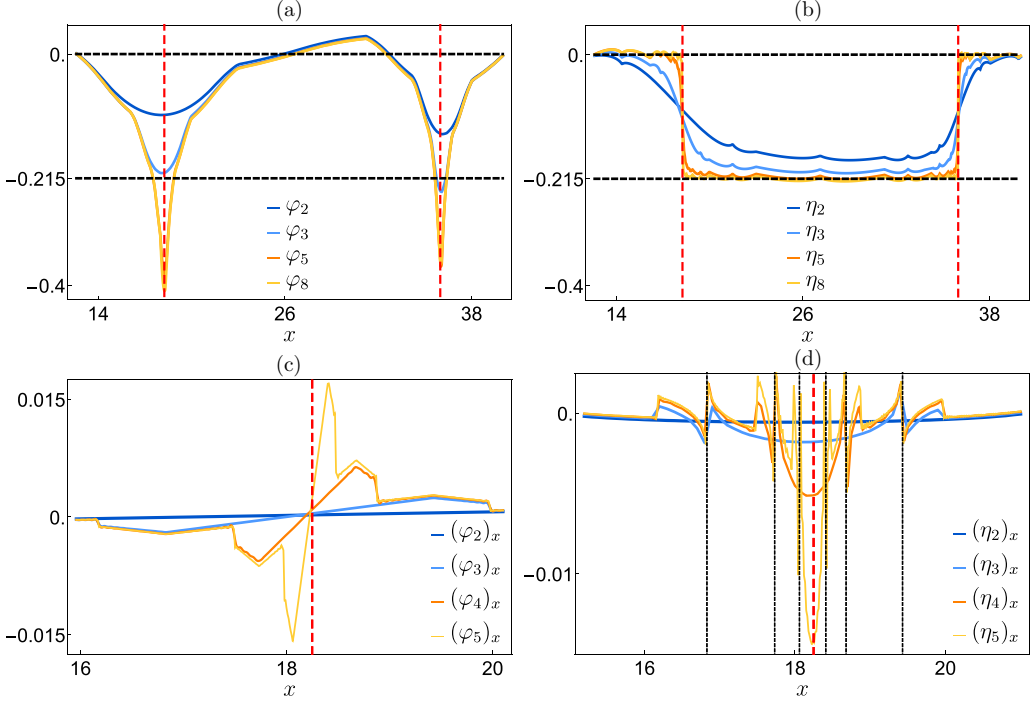 (a)
0.
−0.215
−0.4
φ₂
φ₃
φ₅
φ₈
14 26 38
x
(b)
0.
−0.215
−0.4
η₂
η₃
η₅
η₈
14 26 38
x
(c)
0.015
0.
−0.015
(φ₂)ₓ
(φ₃)ₓ
(φ₄)ₓ
(φ₅)ₓ
16 18 20
x
(d)
0.
−0.01
(η₂)ₓ
(η₃)ₓ
(η₄)ₓ
(η₅)ₓ
16 18 20
x